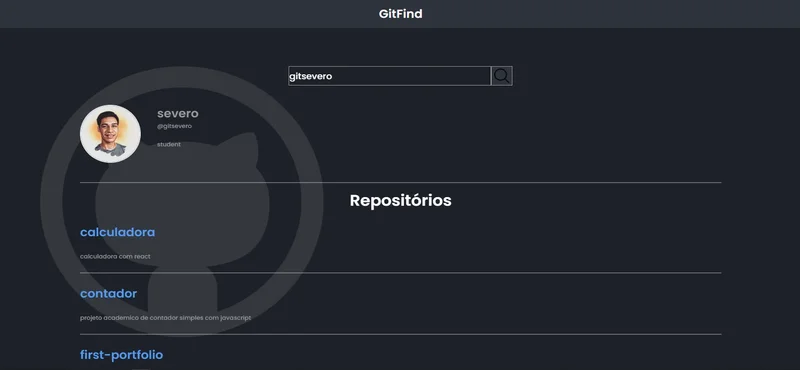 GitFind
gitsevero
severo
@gitsevero
student
Repositórios
calculadora
calculadora com react
contador
projeto academico de contador simples com javascript
first-portfolio